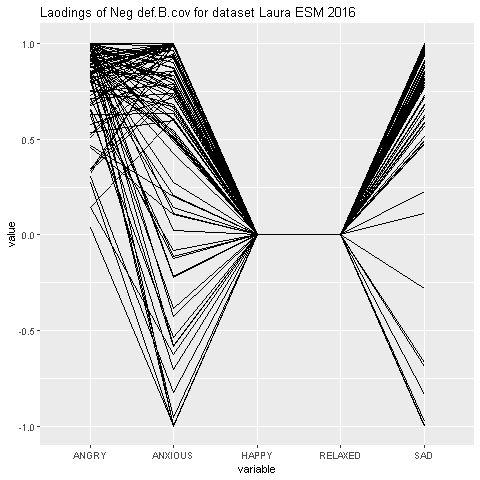 Laodings of Neg def.B.cov for dataset Laura ESM 2016
1.0
0.5
0.0
-0.5
-1.0
value
ANGRY ANXIOUS HAPPY RELAXED SAD
variable